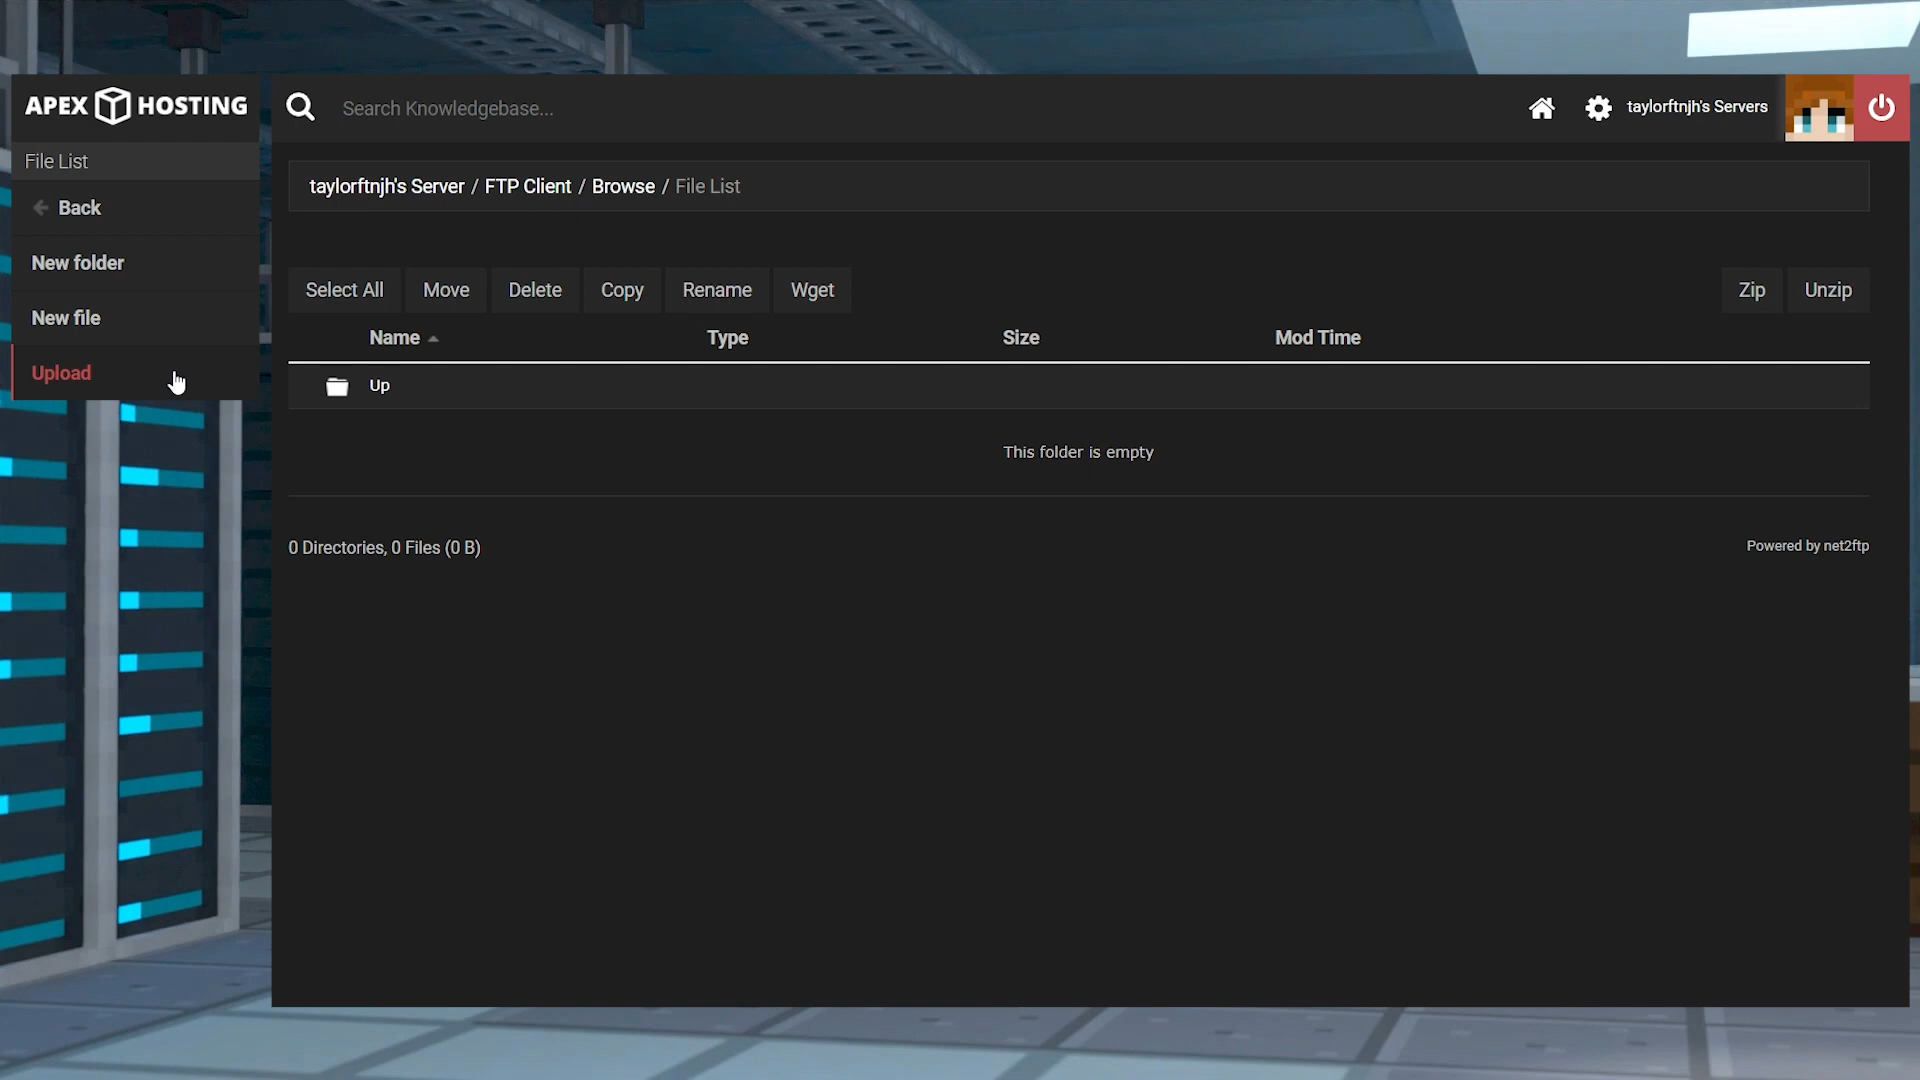 APEX HOSTING
Search Knowledgebase...
taylorftnjh's Servers
File List
Back
New folder
New file
Upload
taylorftnjh's Server / FTP Client / Browse / File List
Select All Move Delete Copy Rename Wget Zip Unzip
Name Type Size Mod Time
Up
This folder is empty
0 Directories, 0 Files (0 B)
Powered by net2ftp